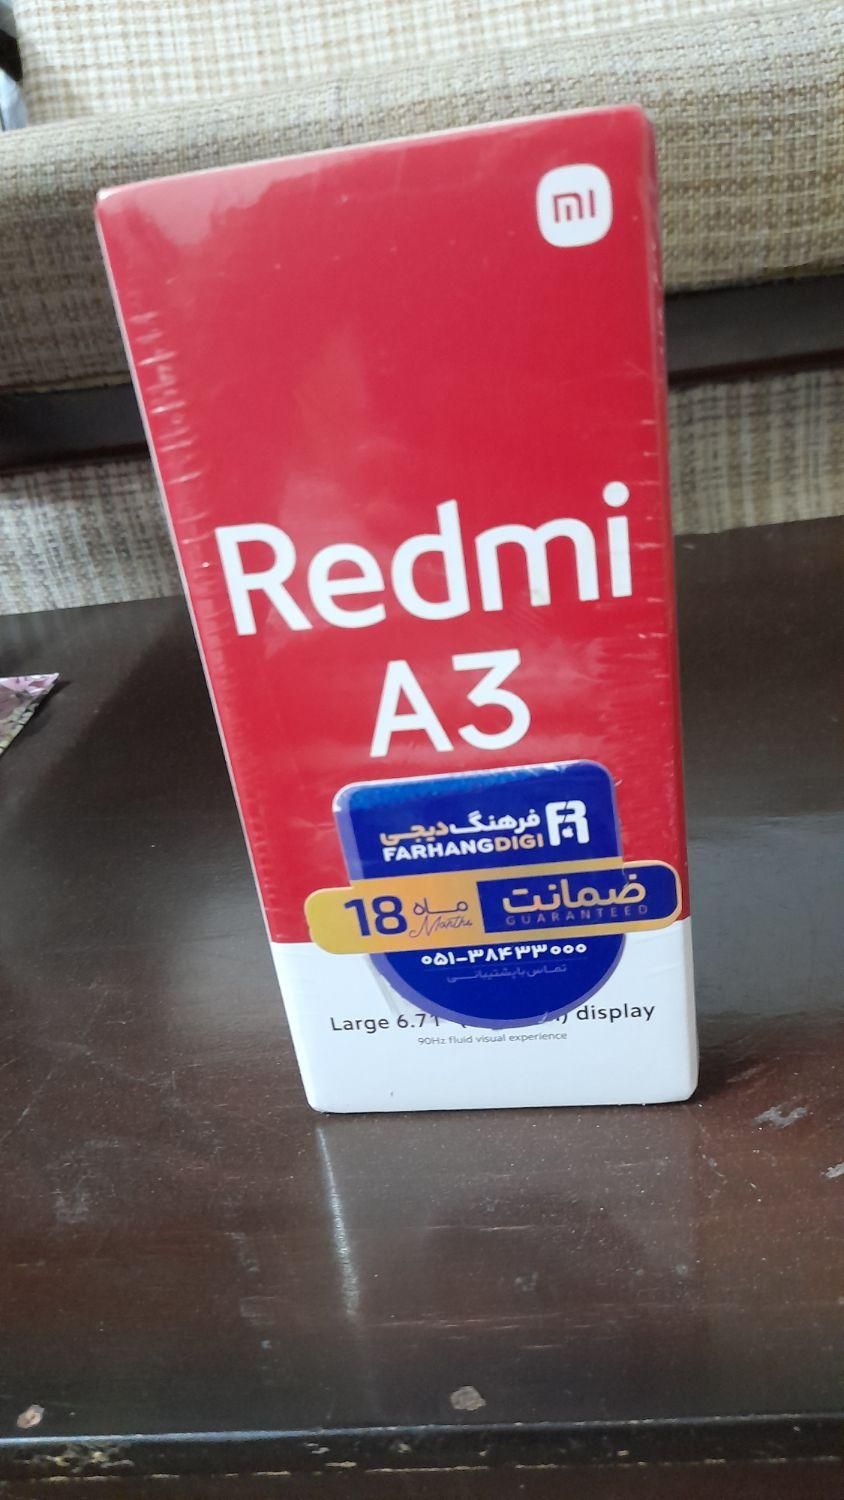 mi
Redmi
A3
فرهنگ دیجی
FARHANGDIGI
ضمانت
GUARANTEED
18 ماه
Months
۰۵۱-۳۸۴۳۳۰۰۰
تماس با پشتیبانی
Large 6.71" display
90Hz fluid visual experience